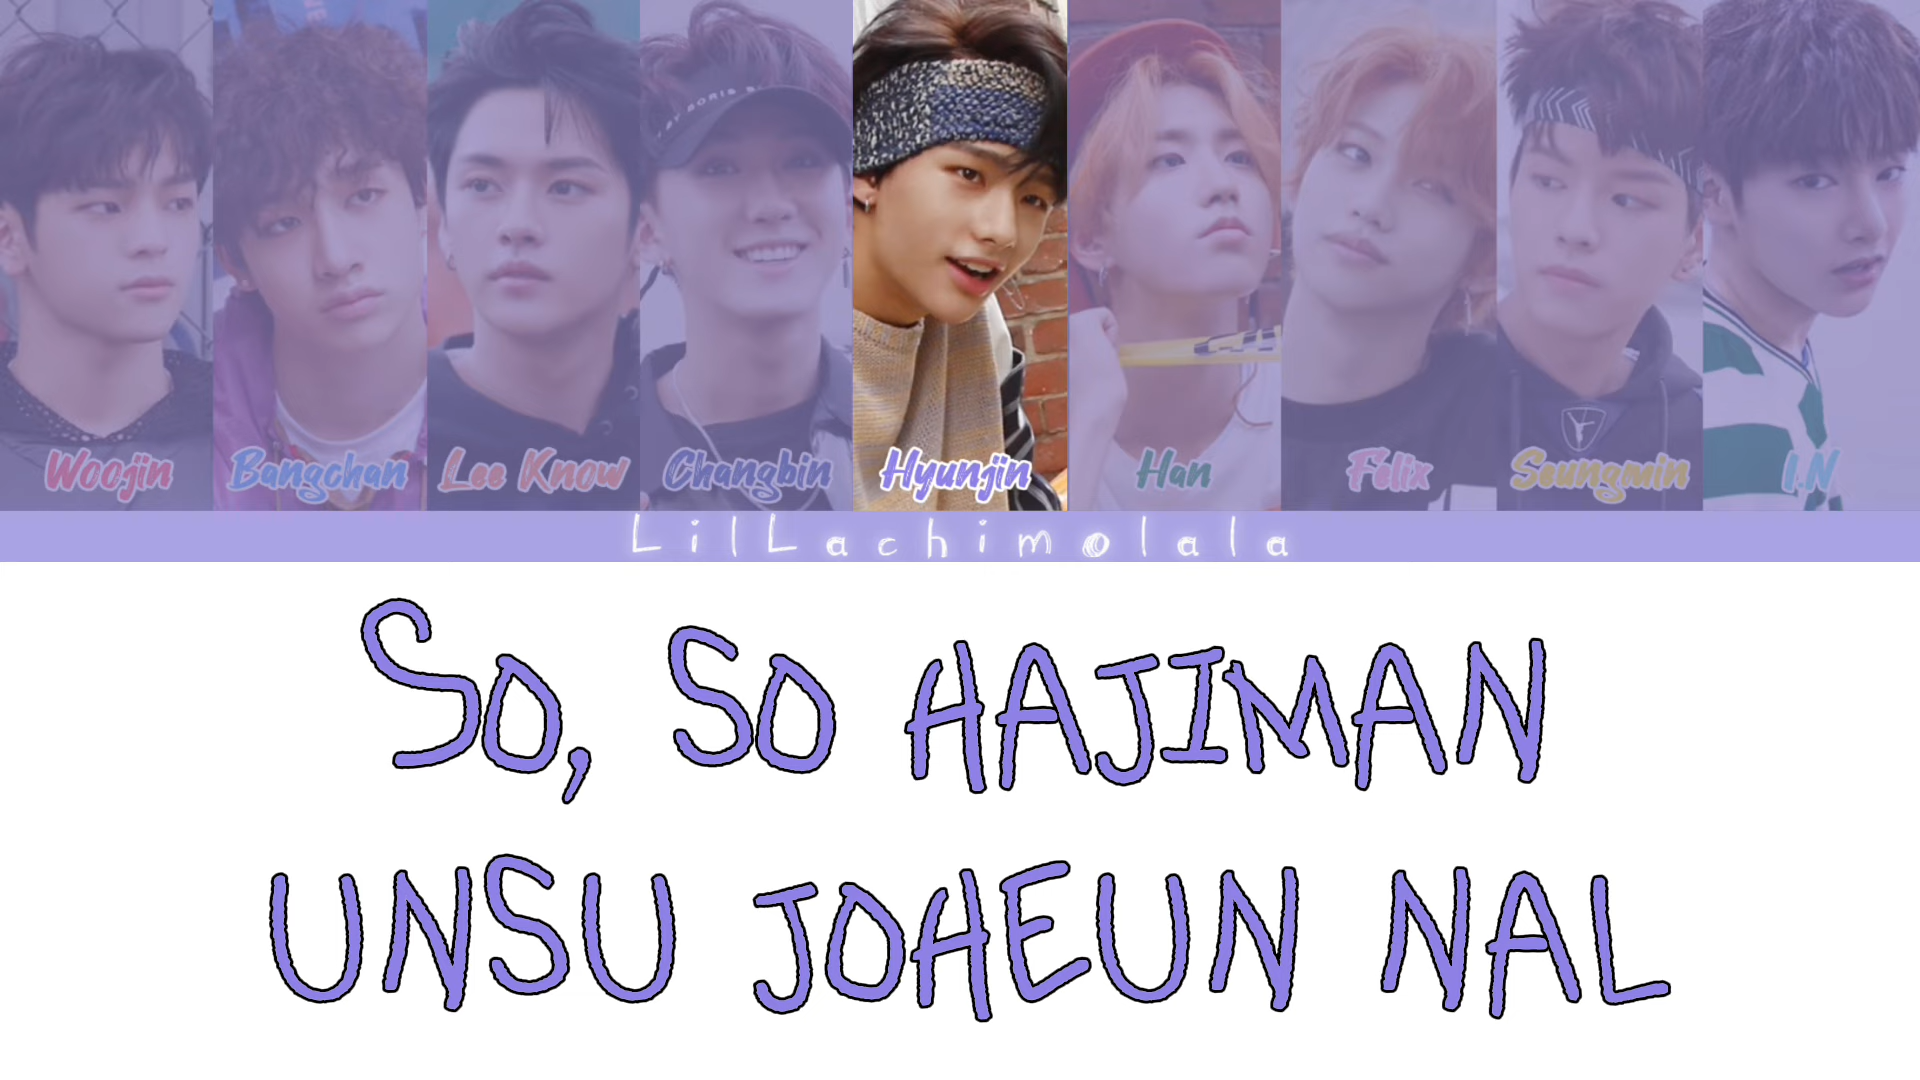 Woojin Bangchan Lee Know Changbin Hyunjin Han Felix Seungmin I.N
LilLachimolala
SO, SO HAJIMAN
UNSU JOHEUN NAL